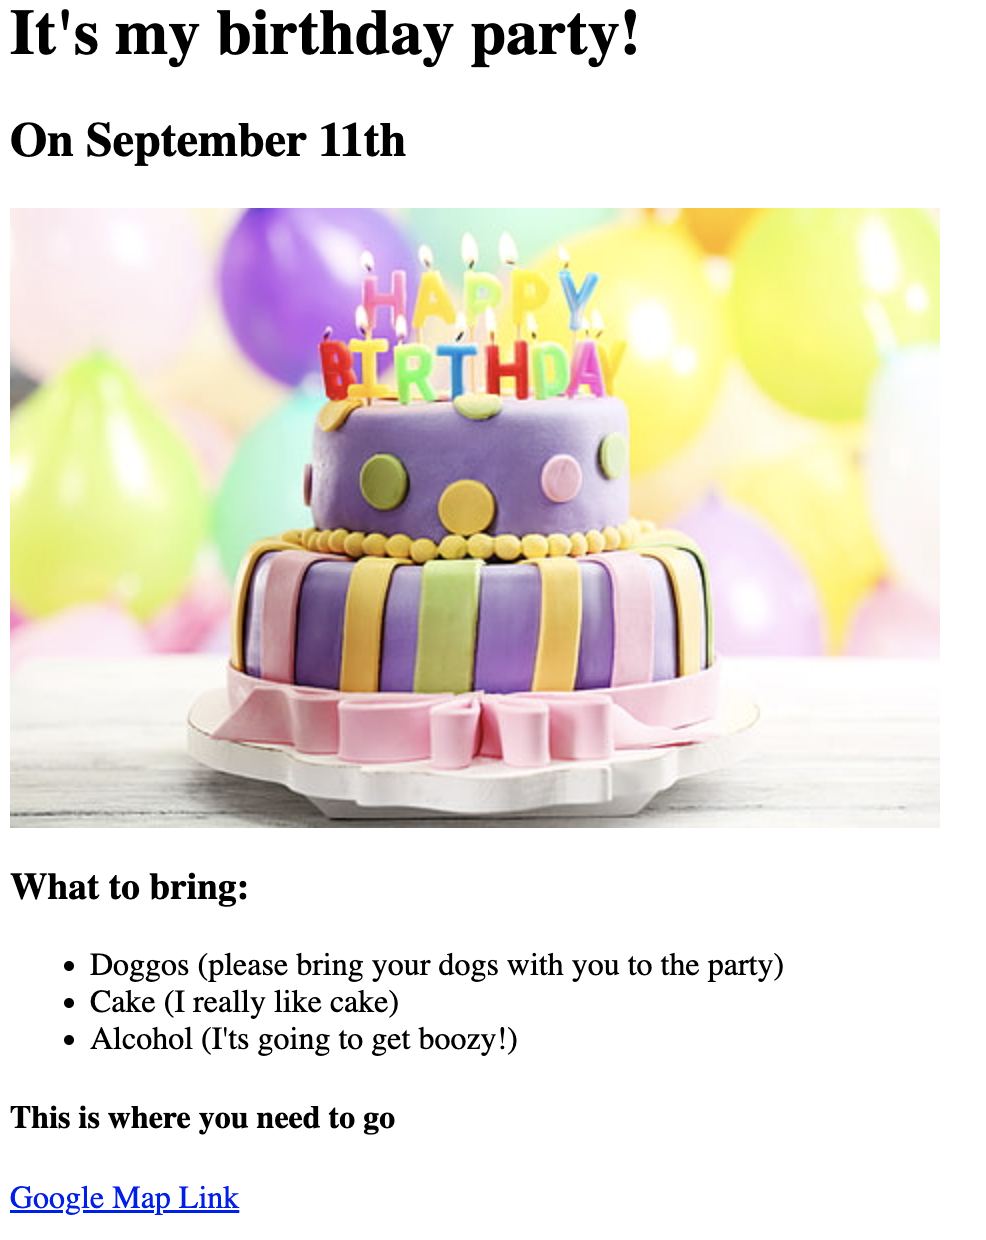 It's my birthday party!
On September 11th
HAPPY
BIRTHDAY
What to bring:
Doggos (please bring your dogs with you to the party)
Cake (I really like cake)
Alcohol (I'ts going to get boozy!)
This is where you need to go
Google Map Link